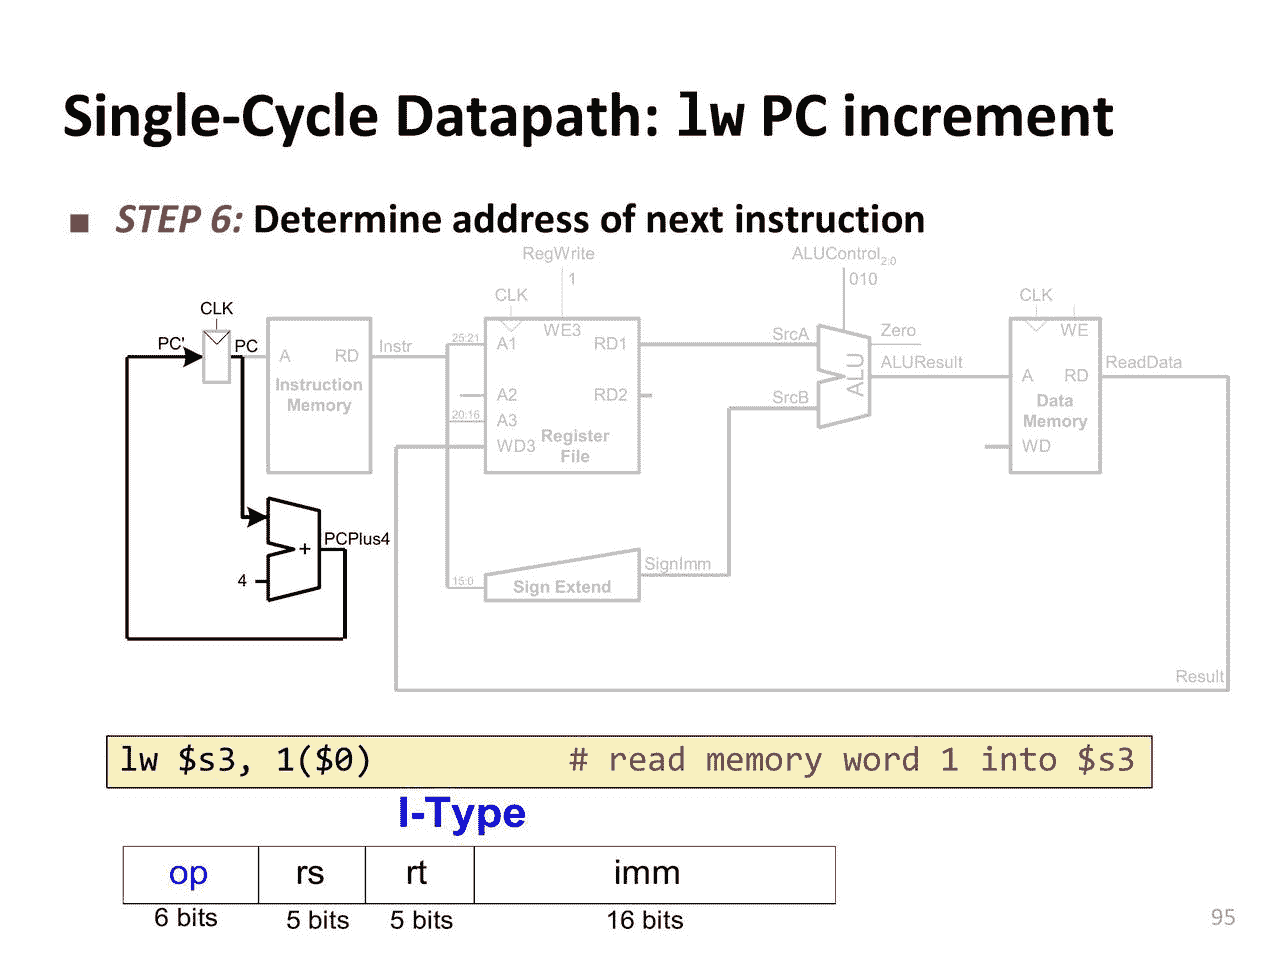 Single-Cycle Datapath: lw PC increment
■ STEP 6: Determine address of next instruction
RegWrite
ALUControl2:0
1
010
CLK
CLK
CLK
WE3
Zero
WE
PC'
PC
A
RD
Instr
25:21
A1
RD1
SrcA
ALU
ALUResult
A
RD
ReadData
Instruction
Memory
A2
RD2
SrcB
Data
Memory
20:16
A3
WD3
Register
File
WD
+
PCPlus4
4
15:0
Sign Extend
SignImm
Result
lw $s3, 1($0) # read memory word 1 into $s3
I-Type
op rs rt imm
6 bits 5 bits 5 bits 16 bits
95